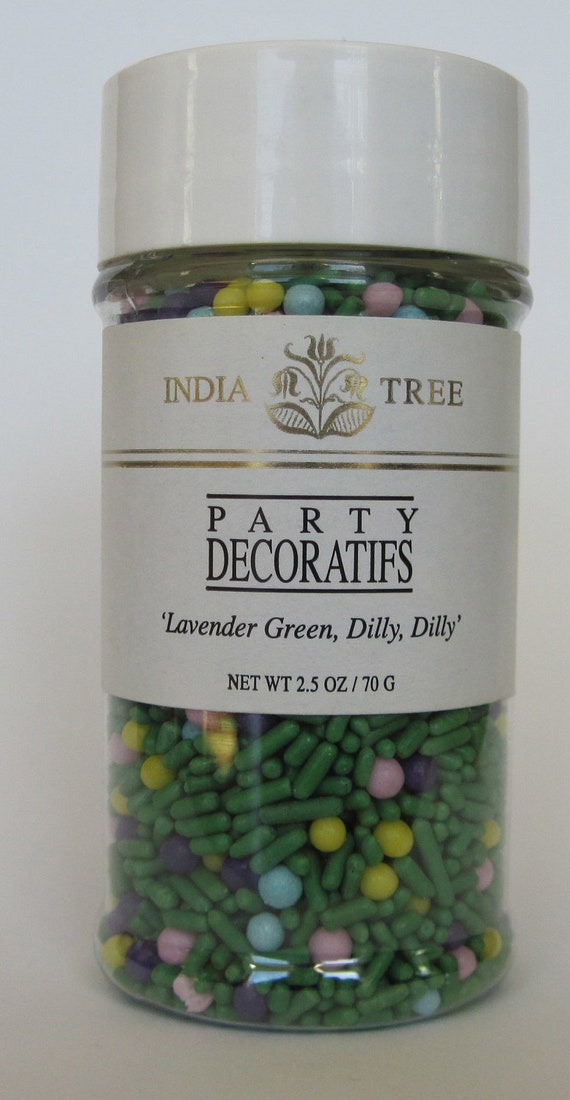 INDIA TREE
PARTY
DECORATIFS
‘Lavender Green, Dilly, Dilly’
NET WT 2.5 OZ / 70 G